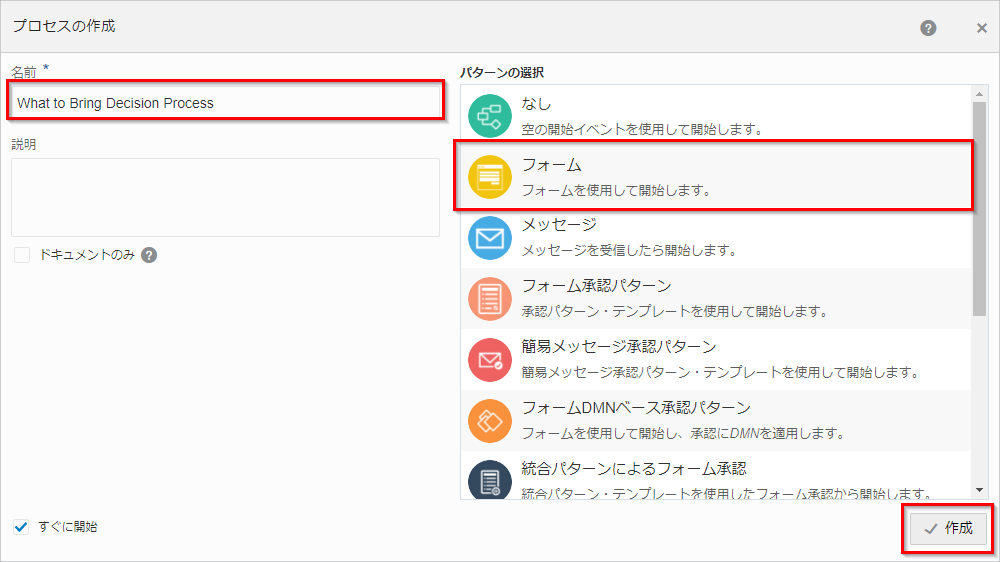 プロセスの作成
名前 *
What to Bring Decision Process
説明
ドキュメントのみ
パターンの選択
なし
空の開始イベントを使用して開始します。
フォーム
フォームを使用して開始します。
メッセージ
メッセージを受信したら開始します。
フォーム承認パターン
承認パターン・テンプレートを使用して開始します。
簡易メッセージ承認パターン
簡易メッセージ承認パターン・テンプレートを使用して開始します。
フォームDMNベース承認パターン
フォームを使用して開始し、承認にDMNを適用します。
統合パターンによるフォーム承認
統合パターン・テンプレートを使用したフォーム承認から開始します。
すぐに開始
作成